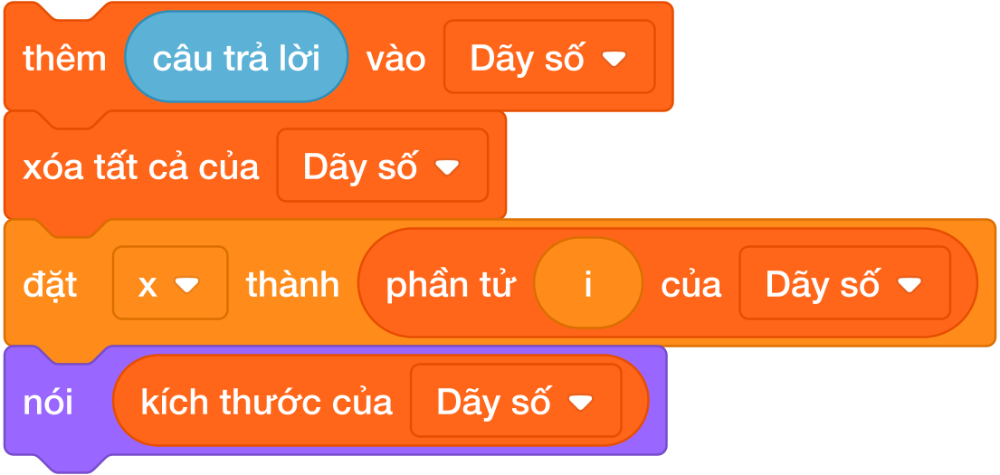 thêm câu trả lời vào Dãy số
xóa tất cả của Dãy số
đặt x thành phần tử i của Dãy số
nói kích thước của Dãy số